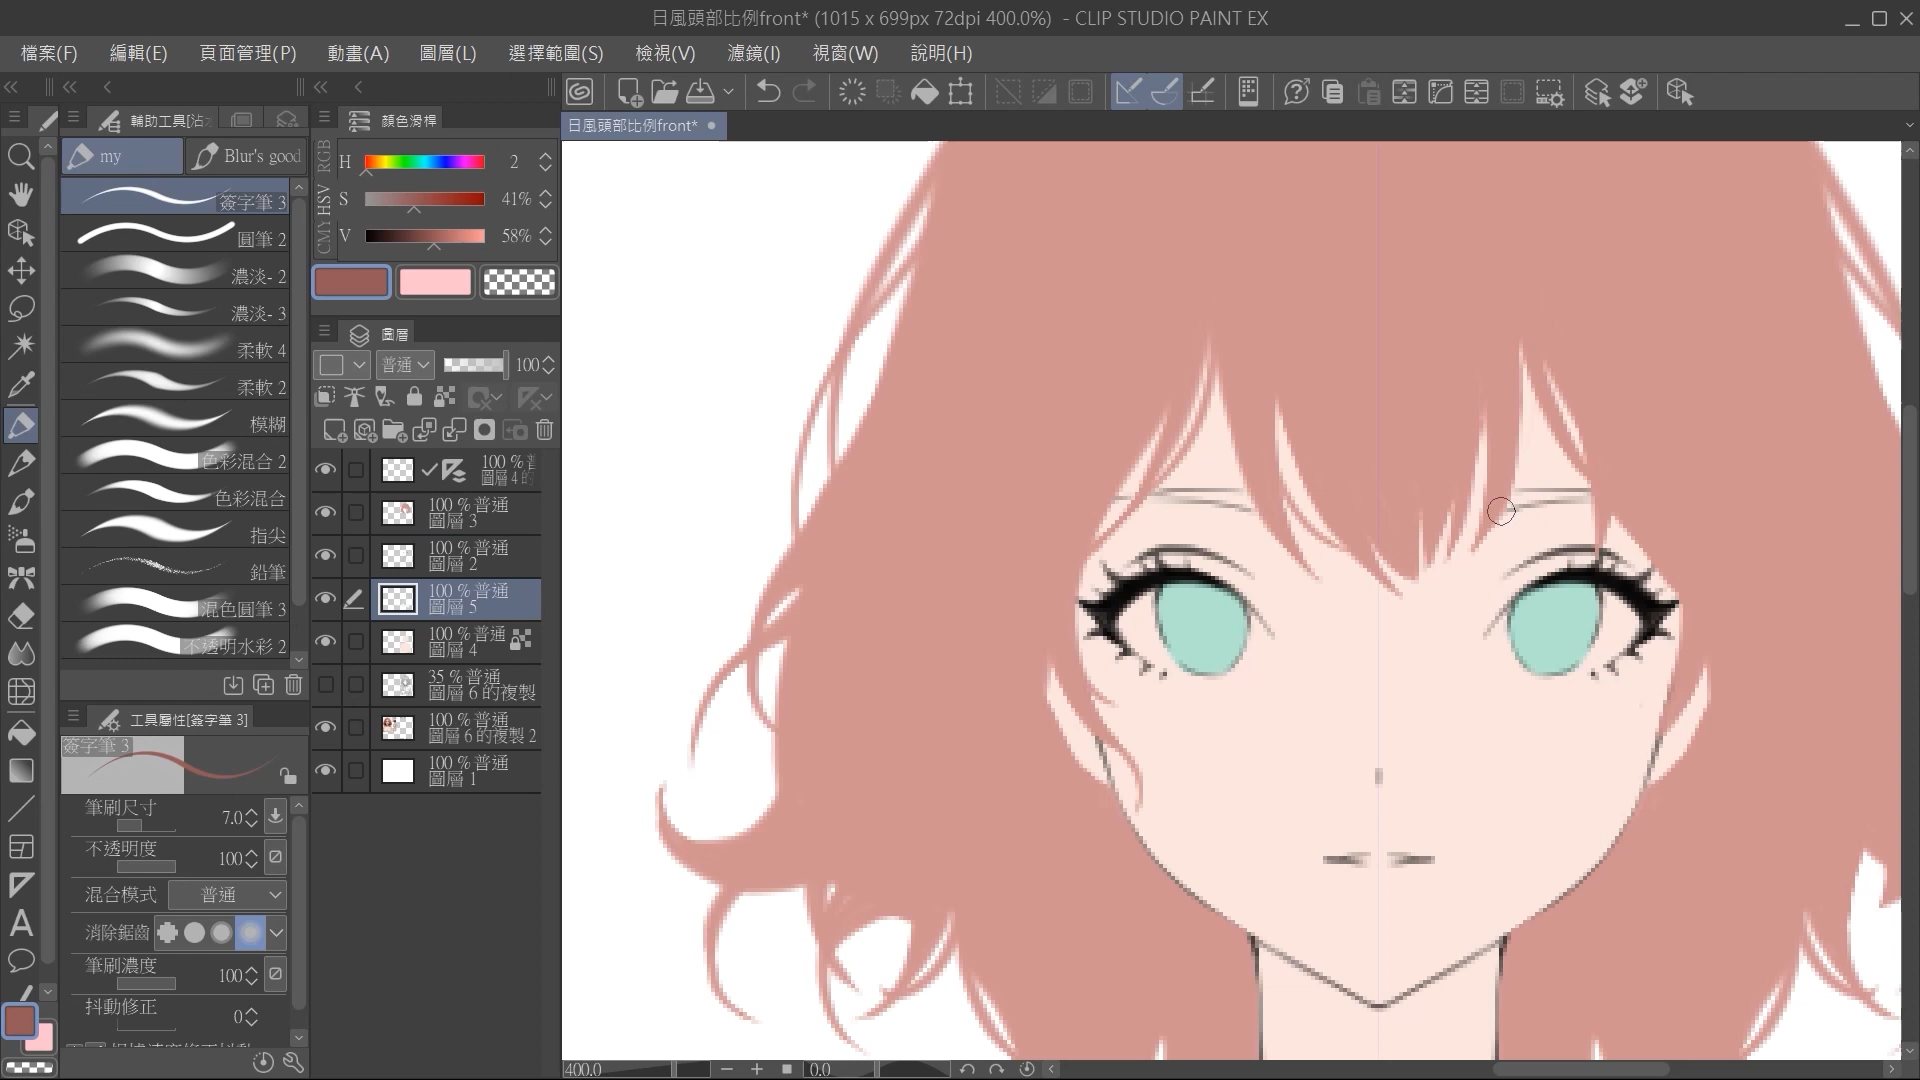 日風頭部比例front* (1015 x 699px 72dpi 400.0%) - CLIP STUDIO PAINT EX
檔案(F) 編輯(E) 頁面管理(P) 動畫(A) 圖層(L) 選擇範圍(S) 檢視(V) 濾鏡(I) 視窗(W) 說明(H)
輔助工具[沾
顏色滑桿
日風頭部比例front*
my
Blur's good
RGB
HSV
CMY
H 2
S 41%
V 58%
簽字筆 3
圓筆 2
濃淡- 2
濃淡- 3
柔軟 4
柔軟 2
模糊
色彩混合 2
色彩混合
指尖
鉛筆
混色圓筆 3
不透明水彩 2
圖層
普通 100
100 %
圖層 4 的
100 % 普通
圖層 3
100 % 普通
圖層 2
100 % 普通
圖層 5
100 % 普通
圖層 4
35 % 普通
圖層 6 的複製
100 % 普通
圖層 6 的複製 2
100 % 普通
圖層 1
工具屬性[簽字筆 3]
簽字筆 3
筆刷尺寸 7.0
不透明度 100
混合模式 普通
消除鋸齒
筆刷濃度 100
抖動修正 0
400.0
0.0